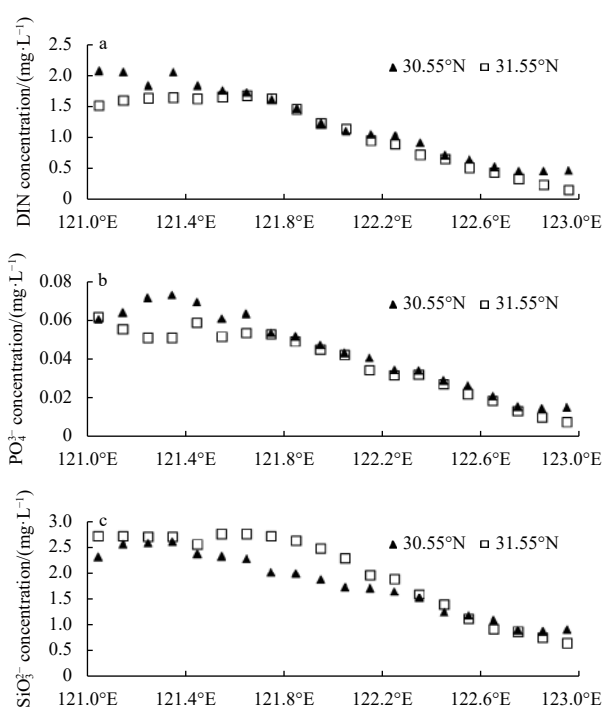 a
▲ 30.55°N □ 31.55°N
DIN concentration/(mg·L⁻¹)
2.5
2.0
1.5
1.0
0.5
0
121.0°E 121.4°E 121.8°E 122.2°E 122.6°E 123.0°E
b
▲ 30.55°N □ 31.55°N
PO₄³⁻ concentration/(mg·L⁻¹)
0.08
0.06
0.04
0.02
0
121.0°E 121.4°E 121.8°E 122.2°E 122.6°E 123.0°E
c
▲ 30.55°N □ 31.55°N
SiO₃²⁻ concentration/(mg·L⁻¹)
3.0
2.5
2.0
1.5
1.0
0.5
0
121.0°E 121.4°E 121.8°E 122.2°E 122.6°E 123.0°E